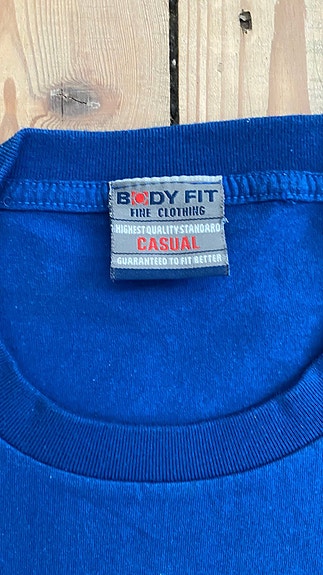 BODY FIT
FINE CLOTHING
HIGHEST QUALITY STANDARD
CASUAL
GUARANTEED TO FIT BETTER